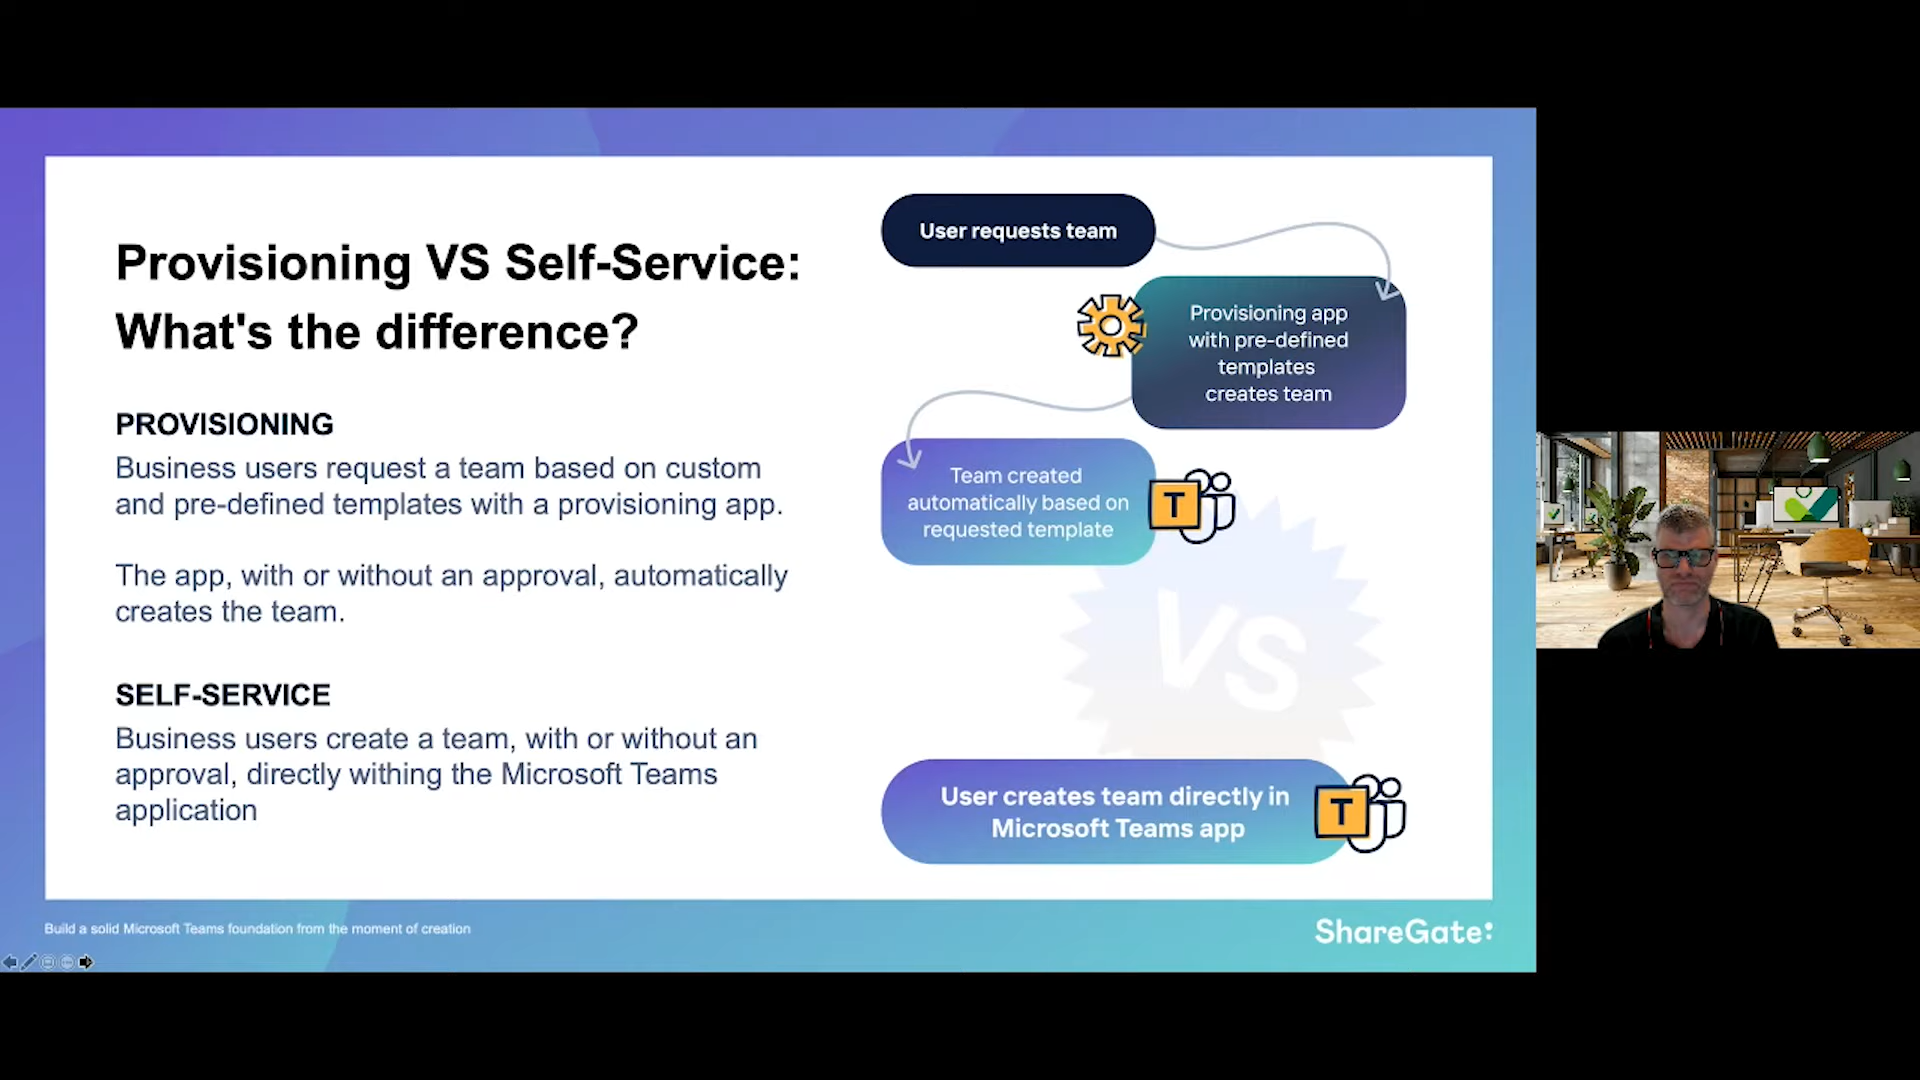 Provisioning VS Self-Service:
What's the difference?
PROVISIONING
Business users request a team based on custom
and pre-defined templates with a provisioning app.
The app, with or without an approval, automatically
creates the team.
SELF-SERVICE
Business users create a team, with or without an
approval, directly withing the Microsoft Teams
application
User requests team
Provisioning app
with pre-defined
templates
creates team
Team created
automatically based on
requested template
T
VS
User creates team directly in
Microsoft Teams app
T
Build a solid Microsoft Teams foundation from the moment of creation
ShareGate: